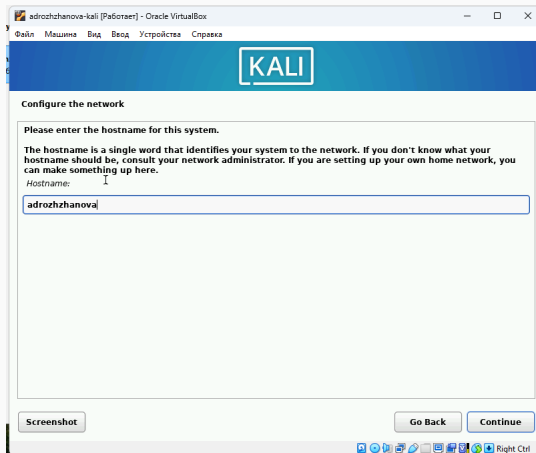 adrozhzhanova-kali [Работает] - Oracle VirtualBox
Файл Машина Вид Ввод Устройства Справка
KALI
Configure the network
Please enter the hostname for this system.
The hostname is a single word that identifies your system to the network. If you don't know what your
hostname should be, consult your network administrator. If you are setting up your own home network, you
can make something up here.
Hostname:
adrozhzhanova
Screenshot Go Back Continue
Right Ctrl